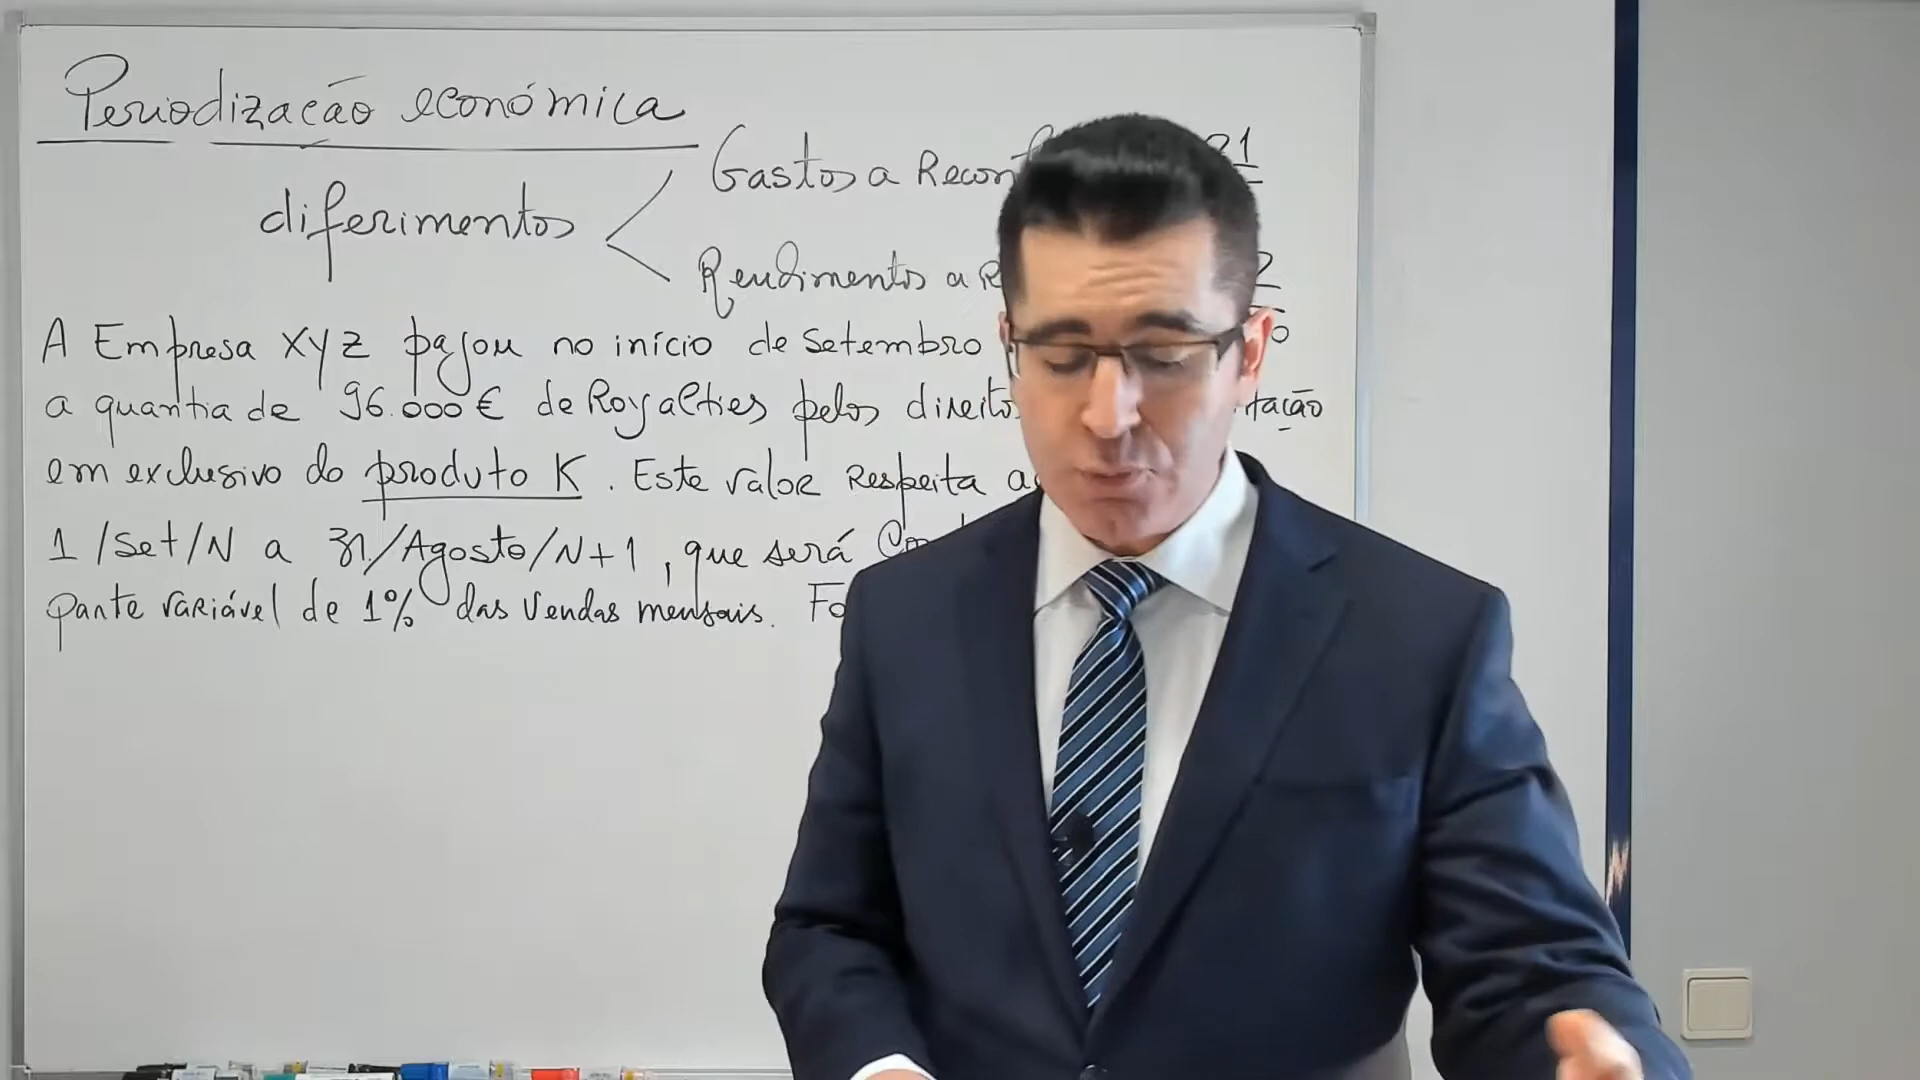 Periodização económica
Gastos a
diferimentos
Rendimentos a
A Empresa XYZ pagou no início de Setembro
a quantia de 96.000€ de Royalties pelos
em exclusivo do produto K. Este valor Respeita
1/Set/N a 31/Agosto/N+1, que será
parte variável de 1% das Vendas mensais.